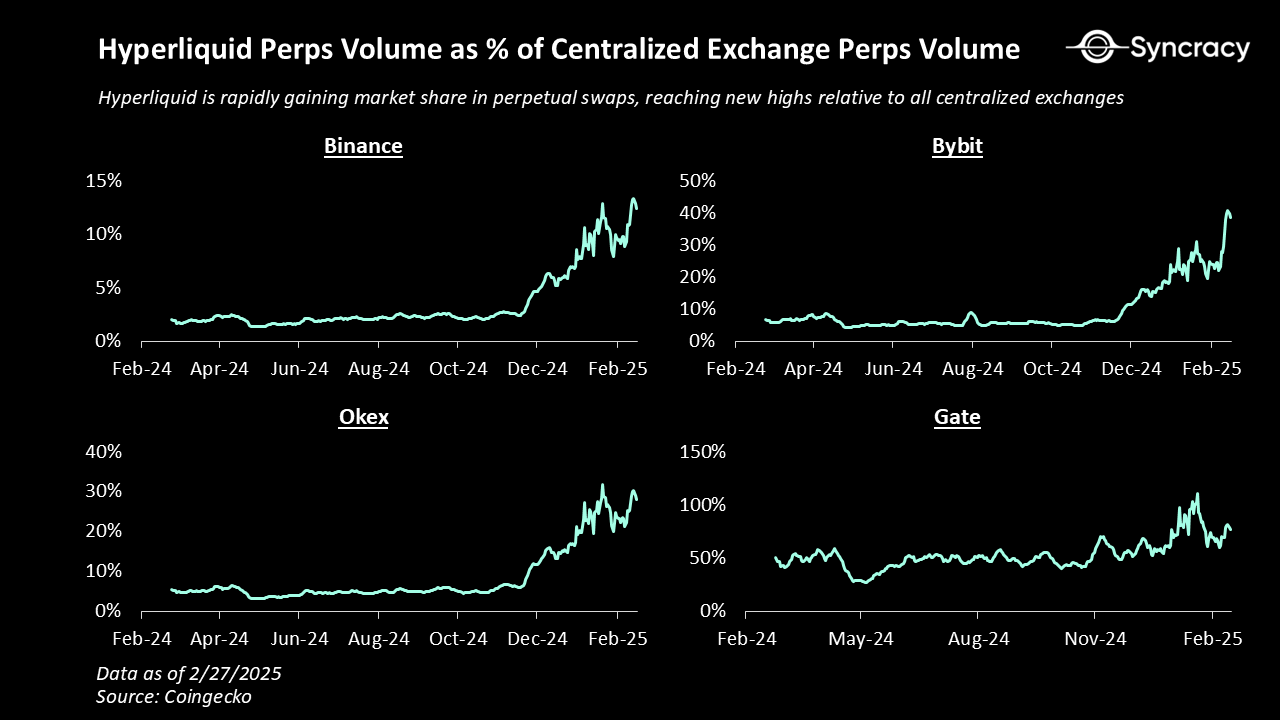 Hyperliquid Perps Volume as % of Centralized Exchange Perps Volume
Syncracy
Hyperliquid is rapidly gaining market share in perpetual swaps, reaching new highs relative to all centralized exchanges
Binance
15%
10%
5%
0%
Feb-24 Apr-24 Jun-24 Aug-24 Oct-24 Dec-24 Feb-25
Bybit
50%
40%
30%
20%
10%
0%
Feb-24 Apr-24 Jun-24 Aug-24 Oct-24 Dec-24 Feb-25
Okex
40%
30%
20%
10%
0%
Feb-24 Apr-24 Jun-24 Aug-24 Oct-24 Dec-24 Feb-25
Gate
150%
100%
50%
0%
Feb-24 May-24 Aug-24 Nov-24 Feb-25
Data as of 2/27/2025
Source: Coingecko